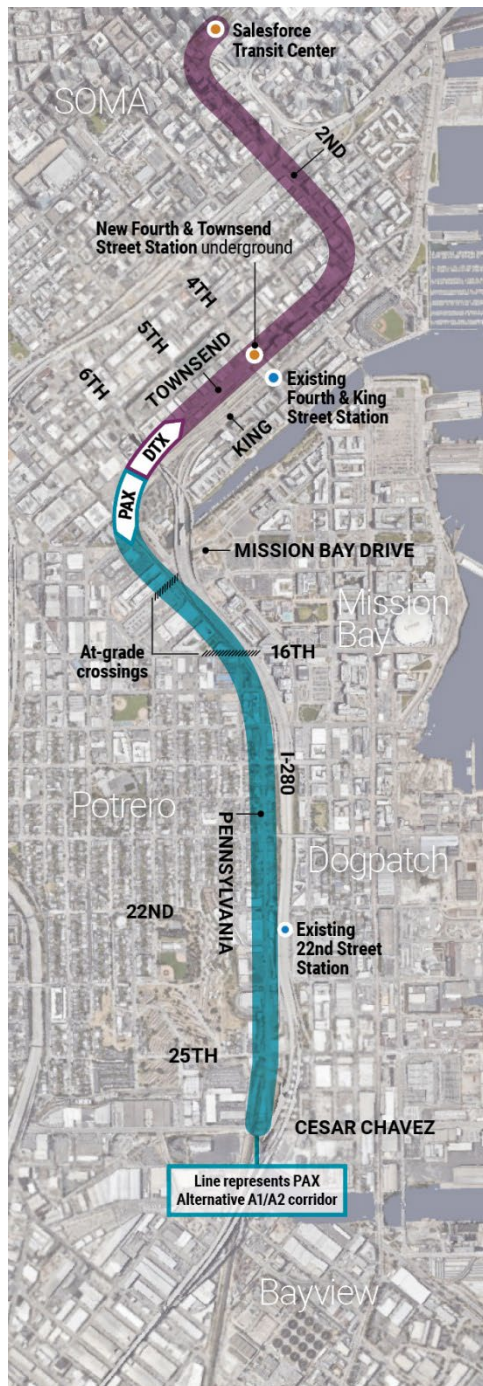 Salesforce
Transit Center
SOMA
2ND
New Fourth & Townsend
Street Station underground
4TH
5TH
6TH
TOWNSEND
Existing
Fourth & King
Street Station
KING
DTX
PAX
MISSION BAY DRIVE
Mission
Bay
At-grade
crossings
16TH
I-280
Potrero
PENNSYLVANIA
Dogpatch
22ND
Existing
22nd Street
Station
25TH
CESAR CHAVEZ
Line represents PAX
Alternative A1/A2 corridor
Bayview